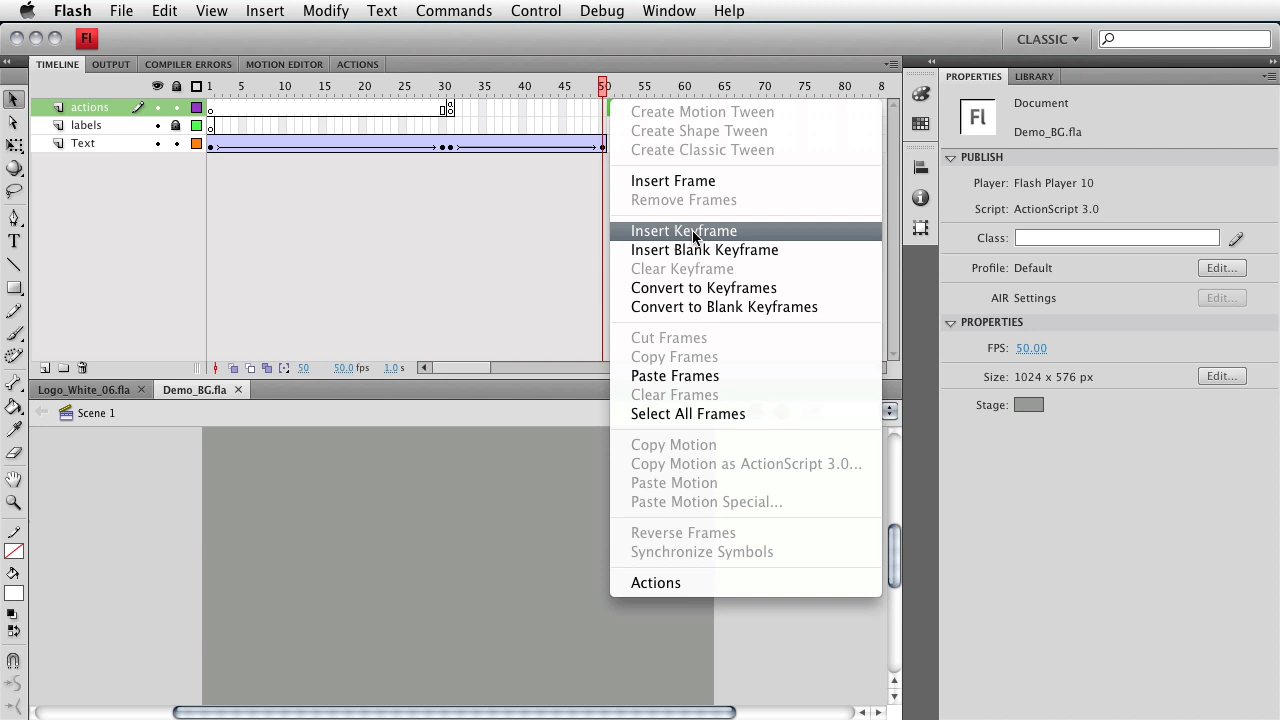 Flash File Edit View Insert Modify Text Commands Control Debug Window Help
Fl CLASSIC
TIMELINE OUTPUT COMPILER ERRORS MOTION EDITOR ACTIONS
PROPERTIES LIBRARY
1 5 10 15 20 25 30 35 40 45 50 55 60 65 70 75 80 8
actions
labels
Text
Create Motion Tween
Create Shape Tween
Create Classic Tween
Insert Frame
Remove Frames
Insert Keyframe
Insert Blank Keyframe
Clear Keyframe
Convert to Keyframes
Convert to Blank Keyframes
Cut Frames
Copy Frames
Paste Frames
Clear Frames
Select All Frames
Copy Motion
Copy Motion as ActionScript 3.0...
Paste Motion
Paste Motion Special...
Reverse Frames
Synchronize Symbols
Actions
50 50.0 fps 1.0 s
Logo_White_06.fla Demo_BG.fla
Scene 1
T
Fl
Document
Demo_BG.fla
PUBLISH
Player: Flash Player 10
Script: ActionScript 3.0
Class:
Profile: Default Edit...
AIR Settings Edit...
PROPERTIES
FPS: 50.00
Size: 1024 x 576 px Edit...
Stage: